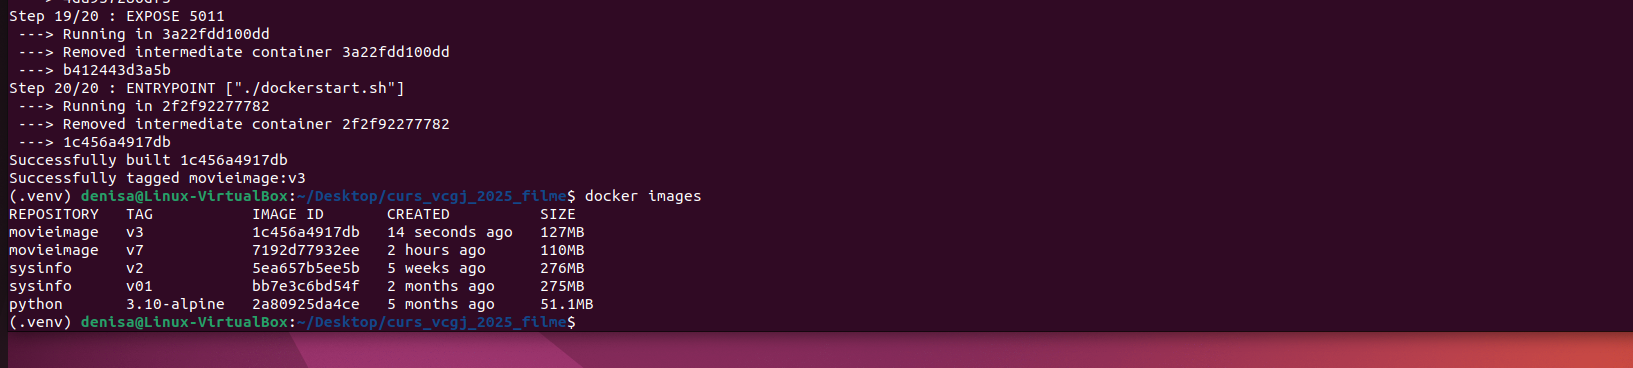 Step 19/20 : EXPOSE 5011
 ---> Running in 3a22fdd100dd
 ---> Removed intermediate container 3a22fdd100dd
 ---> b412443d3a5b
Step 20/20 : ENTRYPOINT ["./dockerstart.sh"]
 ---> Running in 2f2f92277782
 ---> Removed intermediate container 2f2f92277782
 ---> 1c456a4917db
Successfully built 1c456a4917db
Successfully tagged movieimage:v3
(.venv) denisa@Linux-VirtualBox:~/Desktop/curs_vcgj_2025_filme$ docker images
REPOSITORY   TAG           IMAGE ID       CREATED          SIZE
movieimage   v3            1c456a4917db   14 seconds ago   127MB
movieimage   v7            7192d77932ee   2 hours ago      110MB
sysinfo      v2            5ea657b5ee5b   5 weeks ago      276MB
sysinfo      v01           bb7e3c6bd54f   2 months ago     275MB
python       3.10-alpine   2a80925da4ce   5 months ago     51.1MB
(.venv) denisa@Linux-VirtualBox:~/Desktop/curs_vcgj_2025_filme$